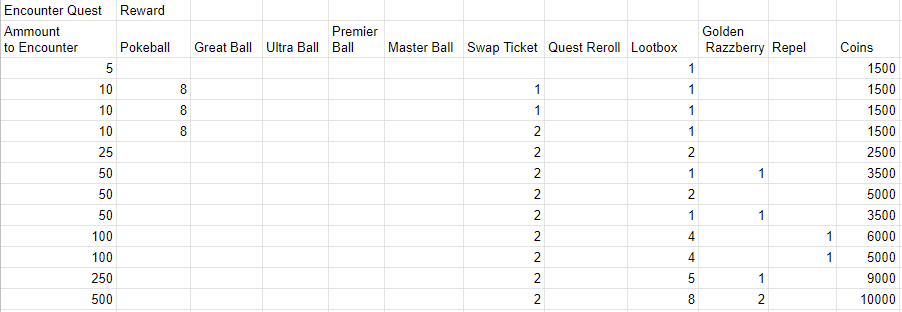 Encounter Quest Reward
Ammount Premier Golden
to Encounter Pokeball Great Ball Ultra Ball Ball Master Ball Swap Ticket Quest Reroll Lootbox Razzberry Repel Coins
5 1 1500
10 8 1 1 1500
10 8 1 1 1500
10 8 2 1 1500
25 2 2 2500
50 2 1 1 3500
50 2 2 5000
50 2 1 1 3500
100 2 4 1 6000
100 2 4 1 5000
250 2 5 1 9000
500 2 8 2 10000